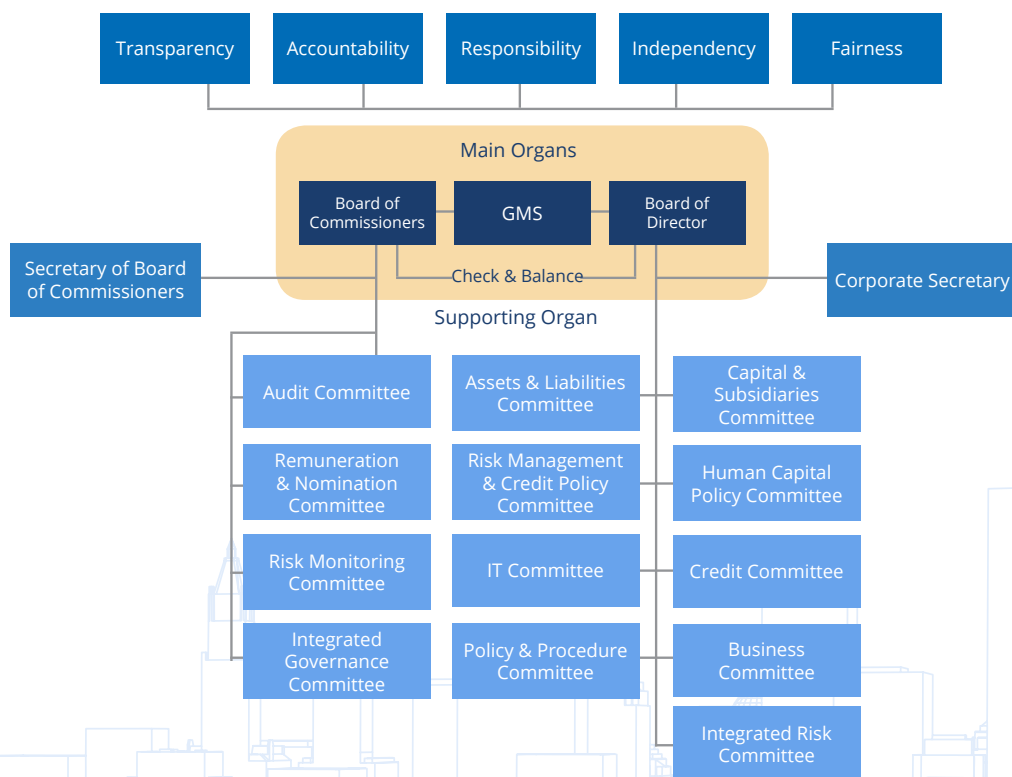 Transparency
Accountability
Responsibility
Independency
Fairness
Main Organs
Board of
Commissioners
GMS
Board of
Director
Secretary of Board
of Commissioners
Check & Balance
Corporate Secretary
Supporting Organ
Audit Committee
Assets & Liabilities
Committee
Capital &
Subsidiaries
Committee
Remuneration
& Nomination
Committee
Risk Management
& Credit Policy
Committee
Human Capital
Policy Committee
Risk Monitoring
Committee
IT Committee
Credit Committee
Integrated
Governance
Committee
Policy & Procedure
Committee
Business
Committee
Integrated Risk
Committee